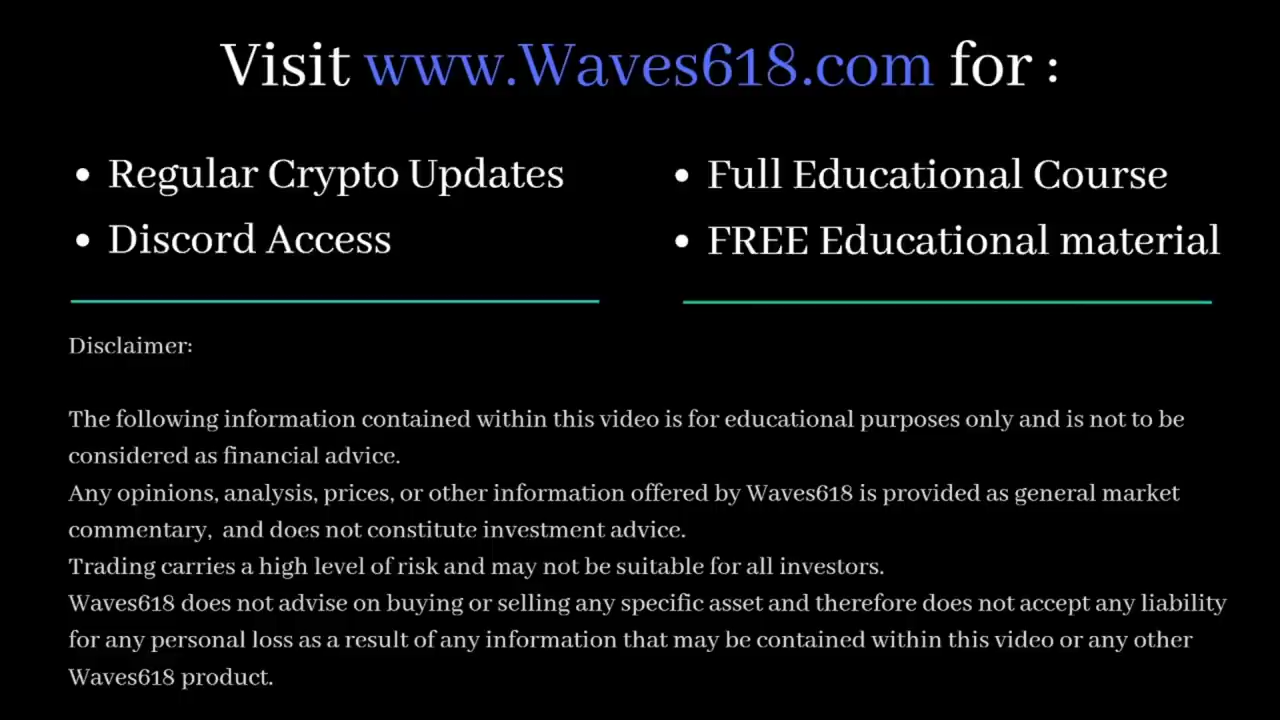 Visit www.Waves618.com for :
• Regular Crypto Updates
• Discord Access
• Full Educational Course
• FREE Educational material
Disclaimer:
The following information contained within this video is for educational purposes only and is not to be
considered as financial advice.
Any opinions, analysis, prices, or other information offered by Waves618 is provided as general market
commentary,  and does not constitute investment advice.
Trading carries a high level of risk and may not be suitable for all investors.
Waves618 does not advise on buying or selling any specific asset and therefore does not accept any liability
for any personal loss as a result of any information that may be contained within this video or any other
Waves618 product.